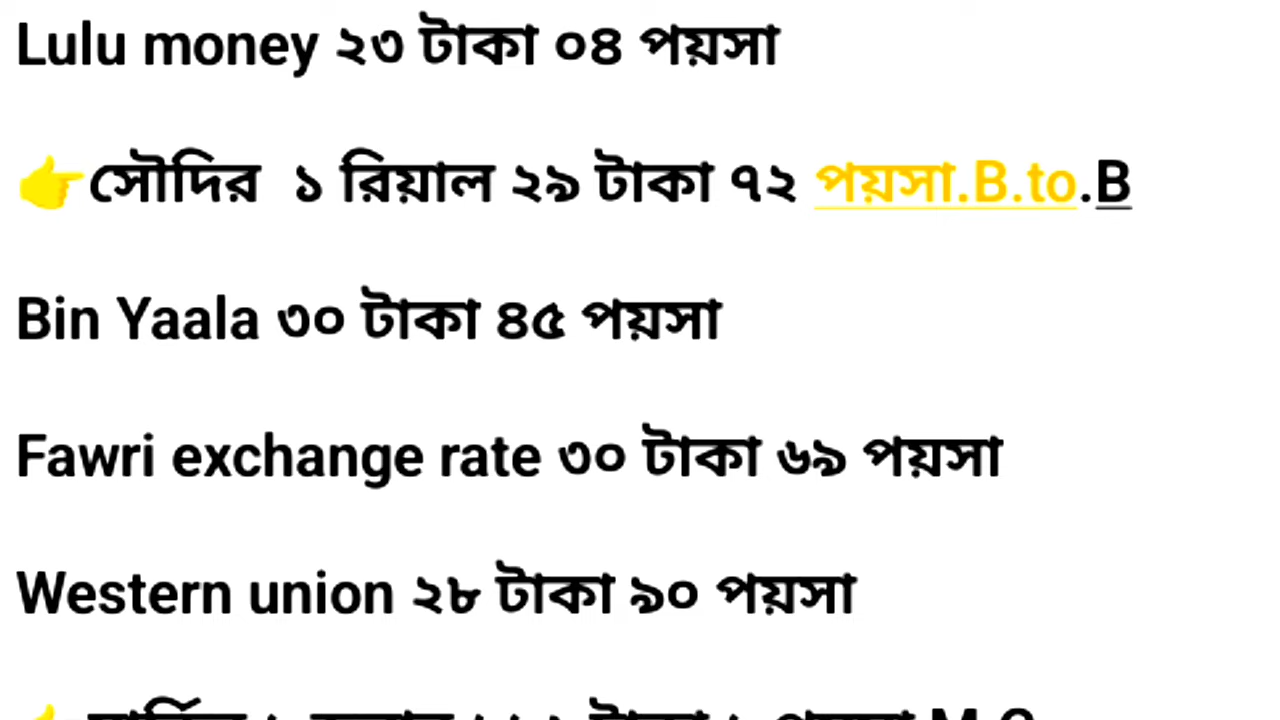 Lulu money ২৩ টাকা ০৪ পয়সা
👉সৌদির ১ রিয়াল ২৯ টাকা ৭২ পয়সা.B.to.B
Bin Yaala ৩০ টাকা ৪৫ পয়সা
Fawri exchange rate ৩০ টাকা ৬৯ পয়সা
Western union ২৮ টাকা ৯০ পয়সা